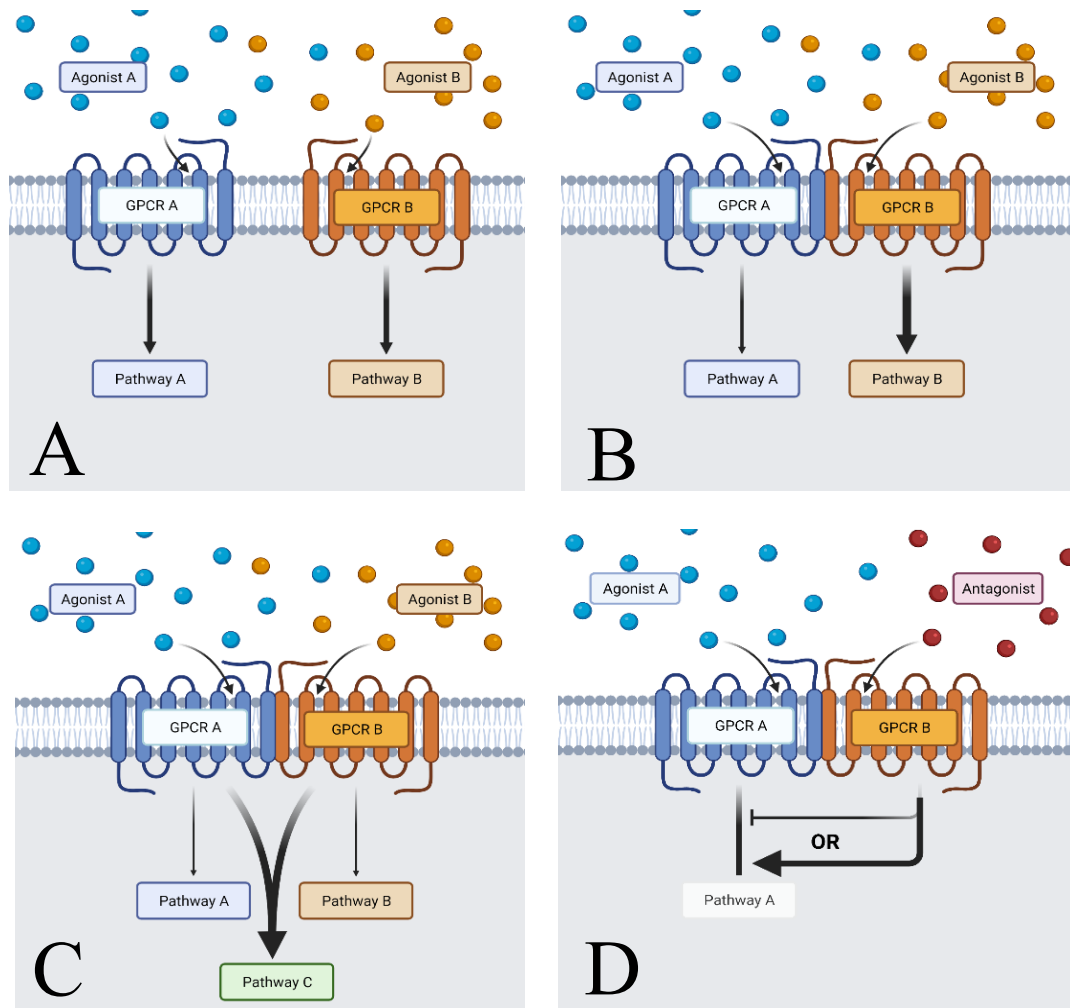 Agonist A
Agonist B
GPCR A
GPCR B
Pathway A
Pathway B
A
Agonist A
Agonist B
GPCR A
GPCR B
Pathway A
Pathway B
B
Agonist A
Agonist B
GPCR A
GPCR B
Pathway A
Pathway B
Pathway C
C
Agonist A
Antagonist
GPCR A
GPCR B
OR
Pathway A
D